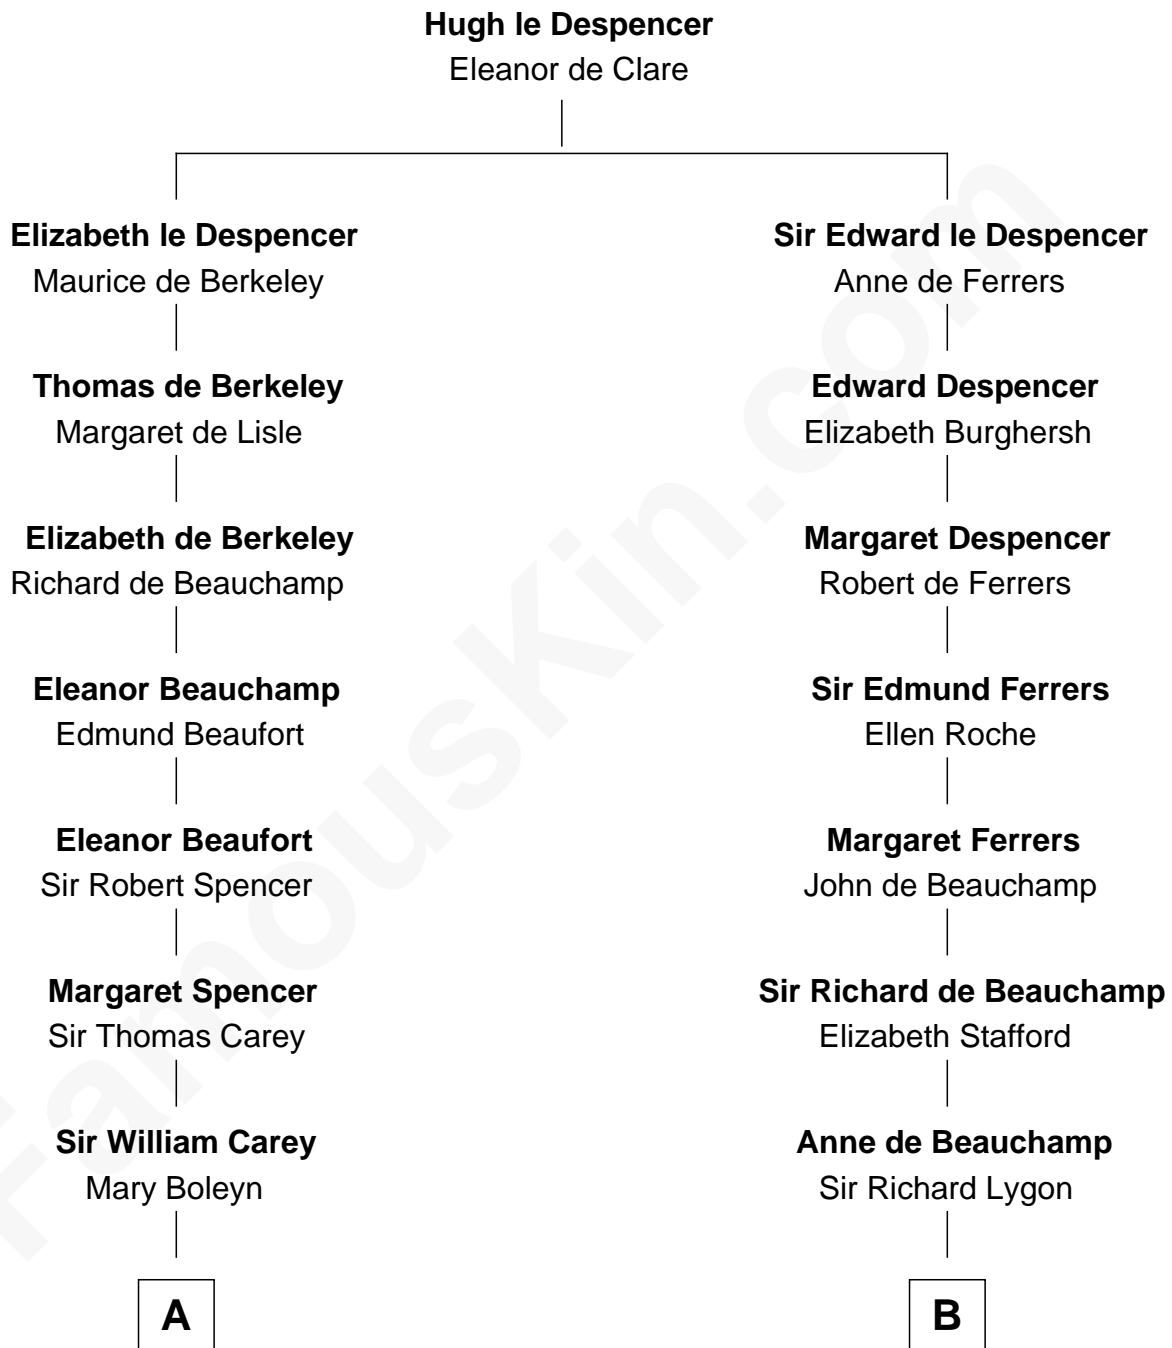 Hugh le Despencer
Eleanor de Clare
Elizabeth le Despencer
Maurice de Berkeley
Sir Edward le Despencer
Anne de Ferrers
Thomas de Berkeley
Margaret de Lisle
Edward Despencer
Elizabeth Burghersh
Elizabeth de Berkeley
Richard de Beauchamp
Margaret Despencer
Robert de Ferrers
Eleanor Beauchamp
Edmund Beaufort
Sir Edmund Ferrers
Ellen Roche
Eleanor Beaufort
Sir Robert Spencer
Margaret Ferrers
John de Beauchamp
Margaret Spencer
Sir Thomas Carey
Sir Richard de Beauchamp
Elizabeth Stafford
Sir William Carey
Mary Boleyn
Anne de Beauchamp
Sir Richard Lygon
A
B
FamousKin.com